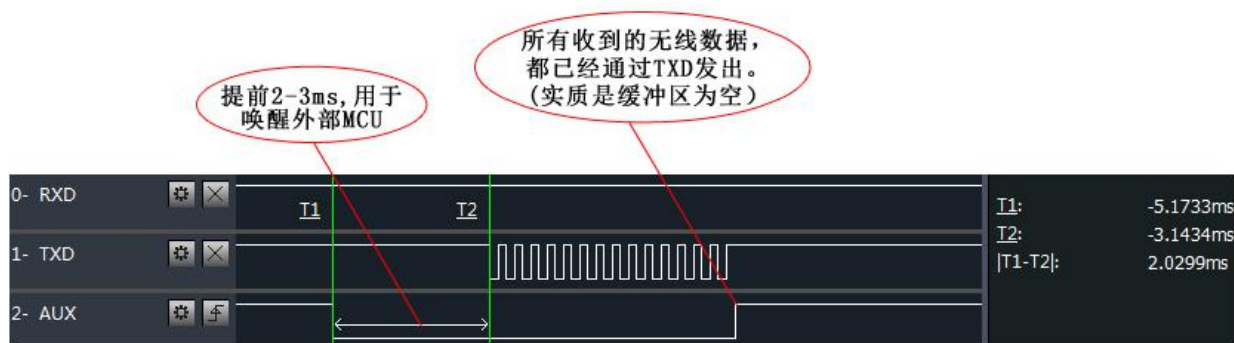 所有收到的无线数据,
都已经通过TXD发出。
(实质是缓冲区为空)
提前2-3ms,用于
唤醒外部MCU
0- RXD
T1
T2
1- TXD
2- AUX
T1: -5.1733ms
T2: -3.1434ms
|T1-T2|: 2.0299ms